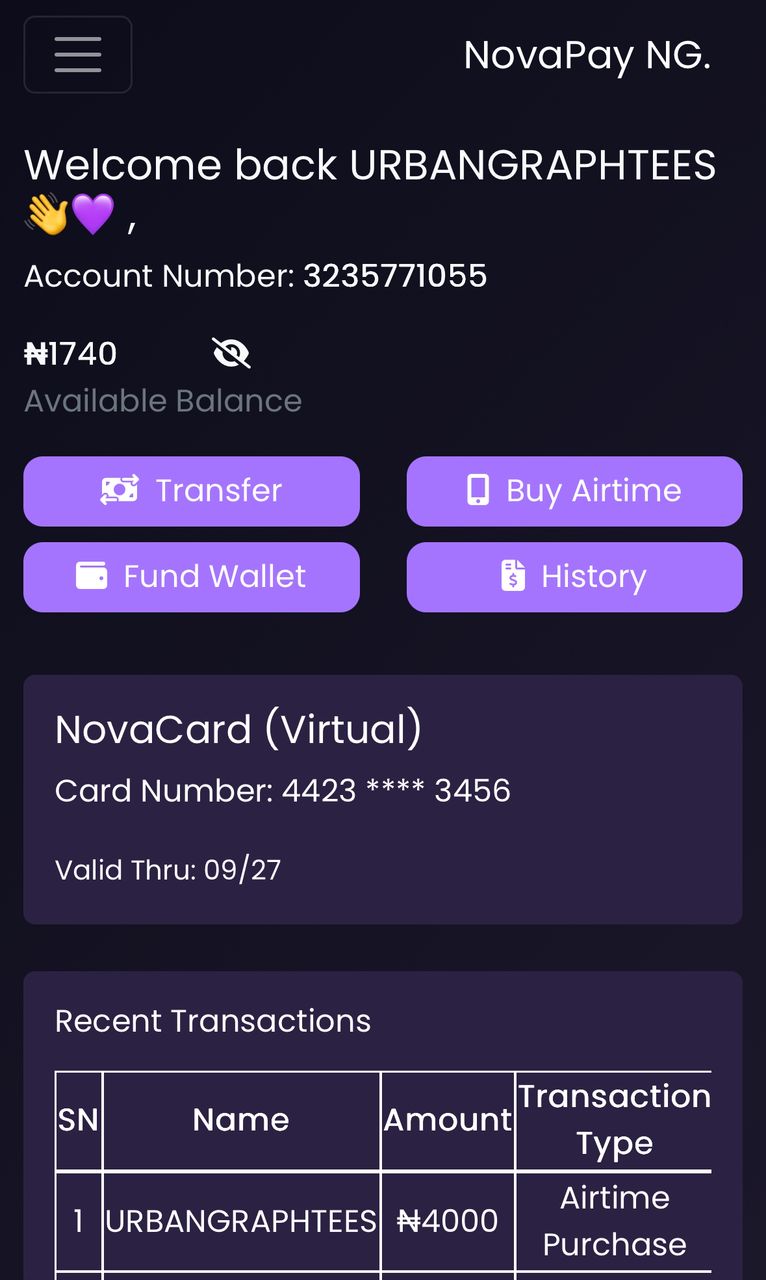 NovaPay NG.
Welcome back URBANGRAPHTEES
👋💜 ,
Account Number: 3235771055
₦1740
Available Balance
Transfer
Buy Airtime
Fund Wallet
History
NovaCard (Virtual)
Card Number: 4423 **** 3456
Valid Thru: 09/27
Recent Transactions
SN Name Amount Transaction
Type
1 URBANGRAPHTEES ₦4000 Airtime
Purchase